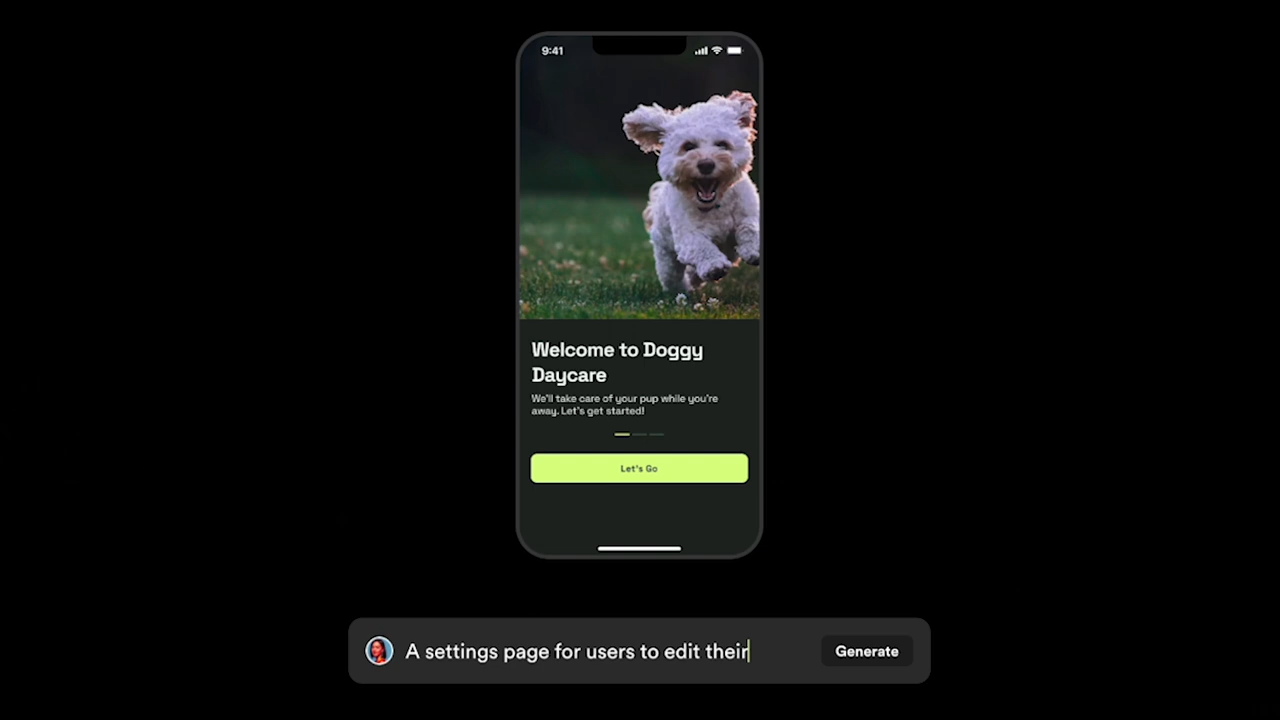 9:41
Welcome to Doggy
Daycare
We'll take care of your pup while you're
away. Let's get started!
Let's Go
A settings page for users to edit their
Generate